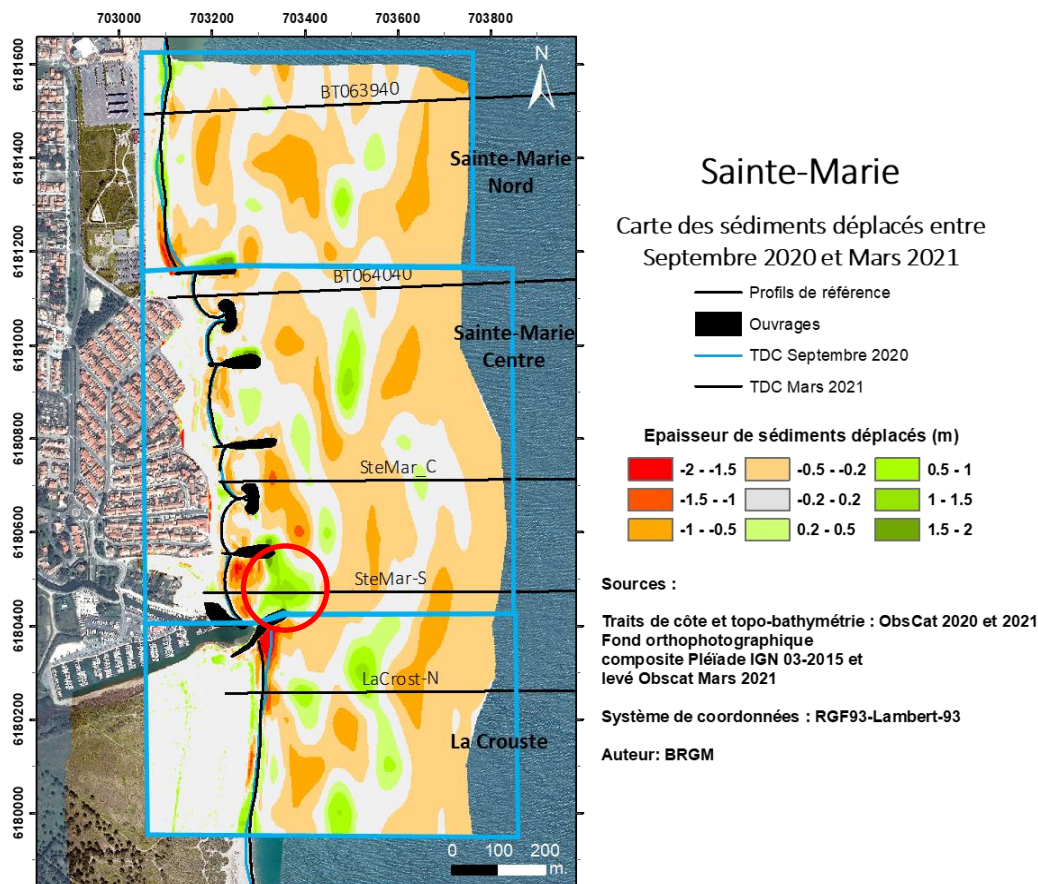 703000 703200 703400 703600 703800
6181600
6181400
6181200
6181000
6180800
6180600
6180400
6180200
6180000
N
BT063940
Sainte-Marie
Nord
BT064040
Sainte-Marie
Centre
SteMar_C
SteMar-S
LaCrost-N
La Crouste
0 100 200
m.
Sainte-Marie
Carte des sédiments déplacés entre
Septembre 2020 et Mars 2021
Profils de référence
Ouvrages
TDC Septembre 2020
TDC Mars 2021
Epaisseur de sédiments déplacés (m)
-2 - -1.5 -0.5 - -0.2 0.5 - 1
-1.5 - -1 -0.2 - 0.2 1 - 1.5
-1 - -0.5 0.2 - 0.5 1.5 - 2
Sources :
Traits de côte et topo-bathymétrie : ObsCat 2020 et 2021
Fond orthophotographique
composite Pléïade IGN 03-2015 et
levé Obscat Mars 2021
Système de coordonnées : RGF93-Lambert-93
Auteur: BRGM